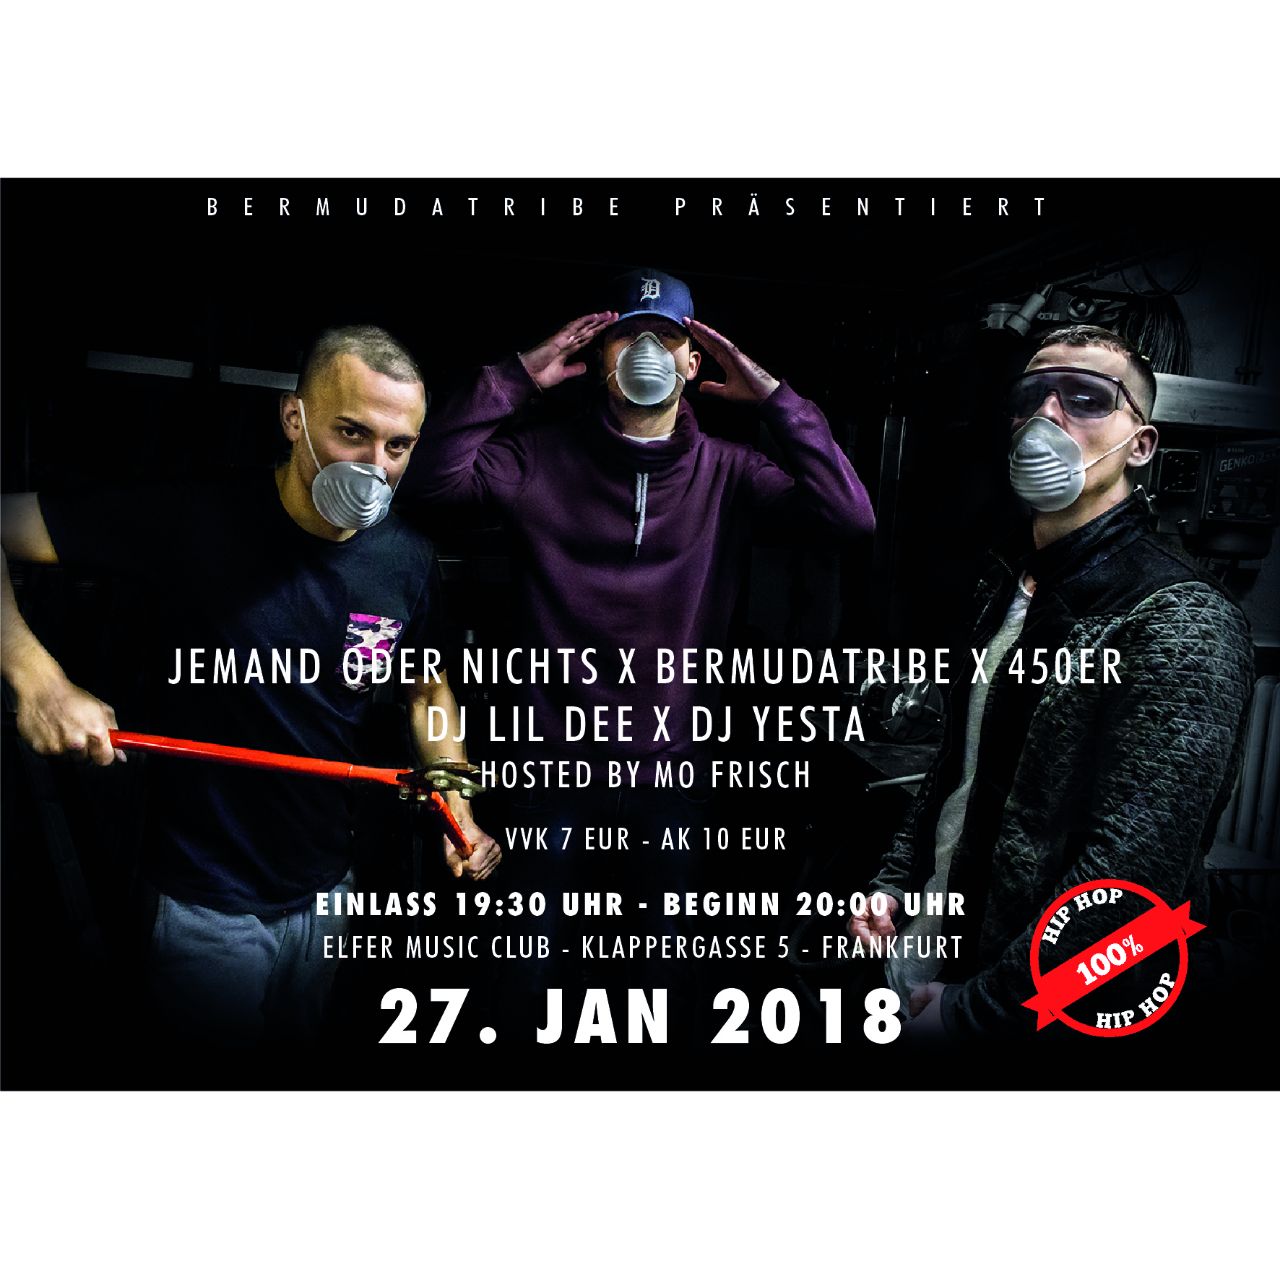 BERMUDATRIBE PRÄSENTIERT
D
GENKO
JEMAND ODER NICHTS X BERMUDATRIBE X 450ER
DJ LIL DEE X DJ YESTA
HOSTED BY MO FRISCH
VVK 7 EUR - AK 10 EUR
EINLASS 19:30 UHR - BEGINN 20:00 UHR
ELFER MUSIC CLUB - KLAPPERGASSE 5 - FRANKFURT
27. JAN 2018
HIP HOP
100%
HIP HOP